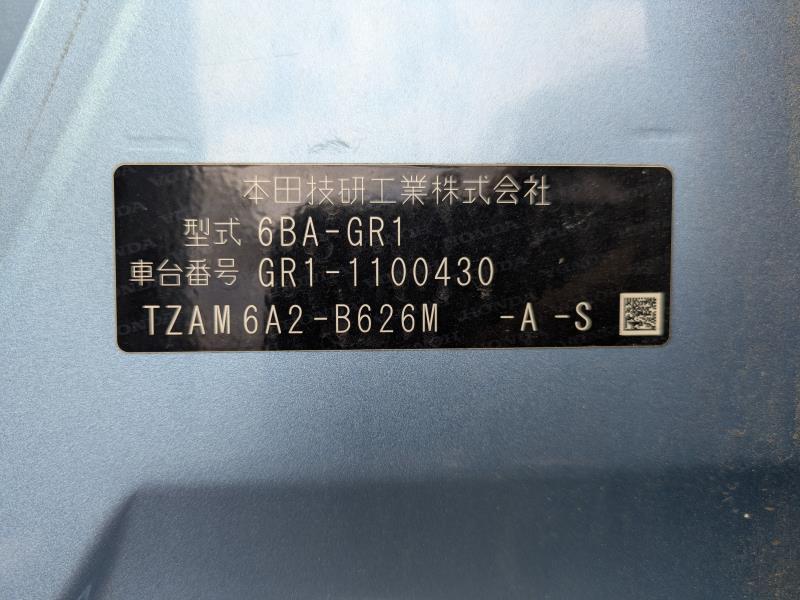 本田技研工業株式会社
型式 6BA-GR1
車台番号 GR1-1100430
TZAM6A2-B626M -A -S